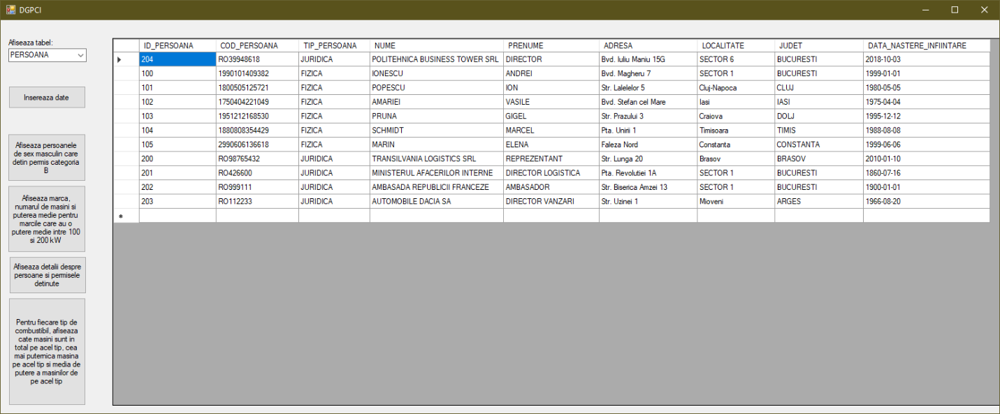 DGPCI
Afiseaza tabel:
PERSOANA
Insereaza date
Afiseaza persoanele
de sex masculin care
detin permis categoria
B
Afiseaza marca,
numarul de masini si
puterea medie pentru
marcile care au o
putere medie intre 100
si 200 kW
Afiseaza detalii despre
persoane si permisele
detinute
Pentru fiecare tip de
combustibil, afiseaza
cate masini sunt in
total pe acel tip, cea
mai puternica masina
pe acel tip si media de
putere a masinilor de
pe acel tip
ID_PERSOANA COD_PERSOANA TIP_PERSOANA NUME PRENUME ADRESA LOCALITATE JUDET DATA_NASTERE_INFIINTARE
204 RO39948618 JURIDICA POLITEHNICA BUSINESS TOWER SRL DIRECTOR Bvd. Iuliu Maniu 15G SECTOR 6 BUCURESTI 2018-10-03
100 1990101409382 FIZICA IONESCU ANDREI Bvd. Magheru 7 SECTOR 1 BUCURESTI 1999-01-01
101 1800505125721 FIZICA POPESCU ION Str. Lalelelor 5 Cluj-Napoca CLUJ 1980-05-05
102 1750404221049 FIZICA AMARIEI VASILE Bvd. Stefan cel Mare Iasi IASI 1975-04-04
103 1951212168530 FIZICA PRUNA GIGEL Str. Prazului 3 Craiova DOLJ 1995-12-12
104 1880808354429 FIZICA SCHMIDT MARCEL Pta. Unirii 1 Timisoara TIMIS 1988-08-08
105 2990606136618 FIZICA MARIN ELENA Faleza Nord Constanta CONSTANTA 1999-06-06
200 RO98765432 JURIDICA TRANSILVANIA LOGISTICS SRL REPREZENTANT Str. Lunga 20 Brasov BRASOV 2010-01-10
201 RO426600 JURIDICA MINISTERUL AFACERILOR INTERNE DIRECTOR LOGISTICA Pta. Revolutiei 1A SECTOR 1 BUCURESTI 1860-07-16
202 RO999111 JURIDICA AMBASADA REPUBLICII FRANCEZE AMBASADOR Str. Biserica Amzei 13 SECTOR 1 BUCURESTI 1900-01-01
203 RO112233 JURIDICA AUTOMOBILE DACIA SA DIRECTOR VANZARI Str. Uzinei 1 Mioveni ARGES 1966-08-20